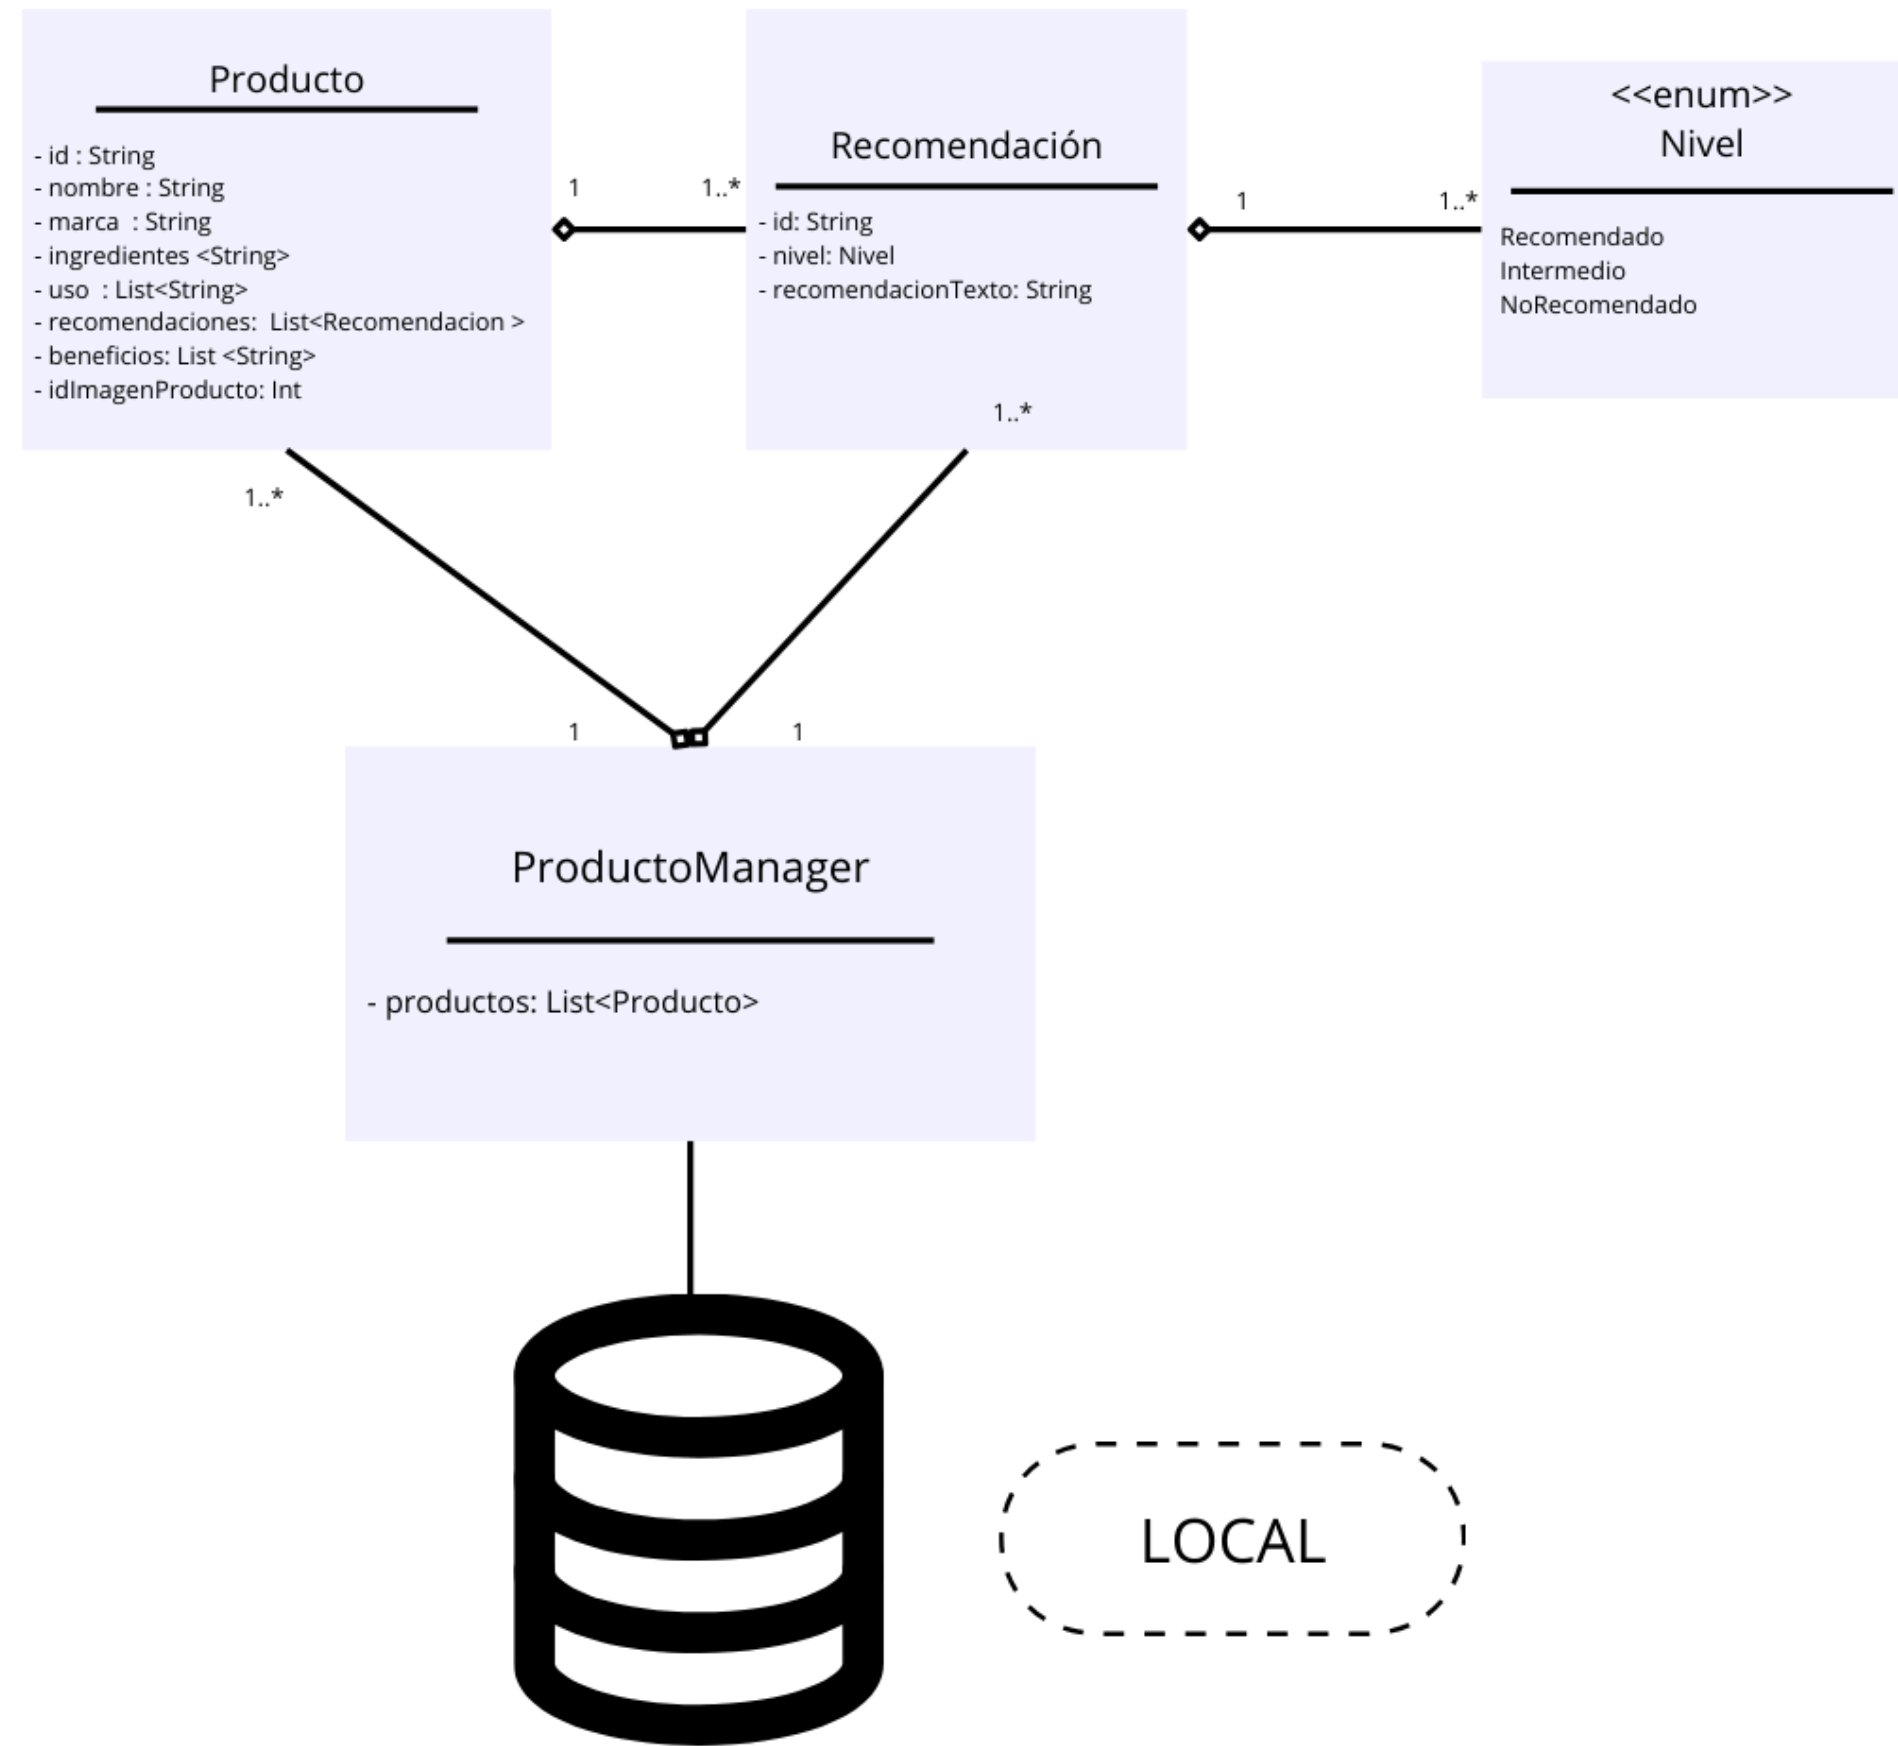 Producto
- id : String
- nombre : String
- marca  : String
- ingredientes <String>
- uso  : List<String>
- recomendaciones:  List<Recomendacion >
- beneficios: List <String>
- idImagenProducto: Int
1
1..*
Recomendación
- id: String
- nivel: Nivel
- recomendacionTexto: String
1..*
1
1..*
<<enum>>
Nivel
Recomendado
Intermedio
NoRecomendado
1..*
1
1
ProductoManager
- productos: List<Producto>
LOCAL